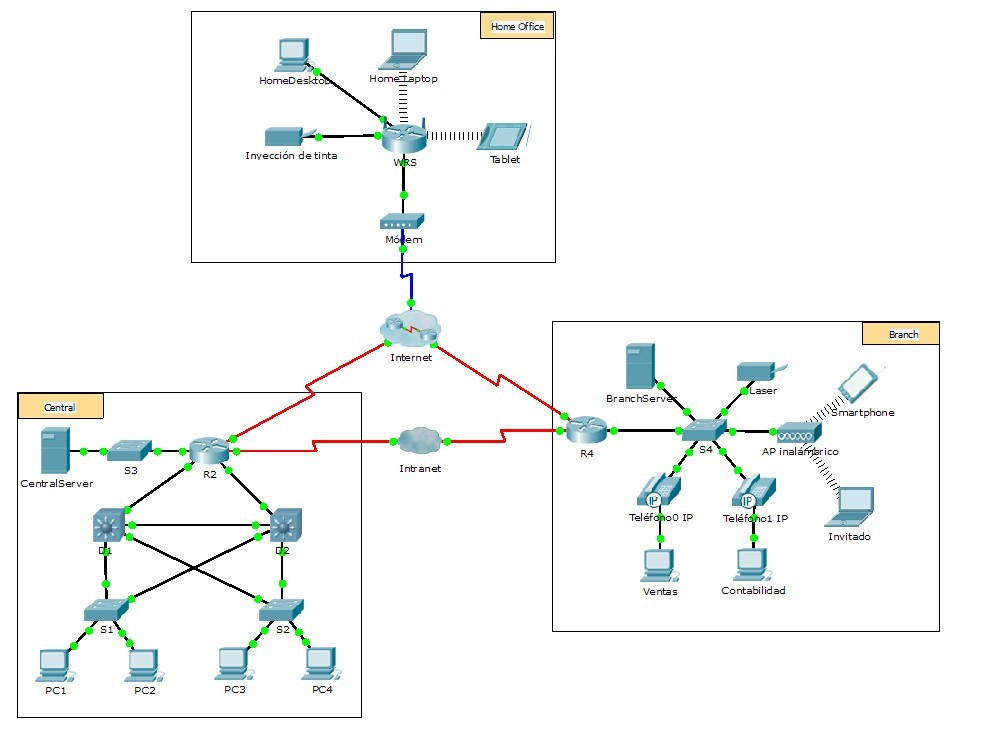 Home Office
HomeDesktop
Home Laptop
Inyección de tinta
WRS
Tablet
Módem
Internet
Branch
BranchServer
Laser
Smartphone
Central
CentralServer
S3
R2
Intranet
R4
S4
AP inalámbrico
Teléfono0 IP
IP
Teléfono1 IP
IP
Invitado
D1
D2
Ventas
Contabilidad
S1
S2
PC1
PC2
PC3
PC4